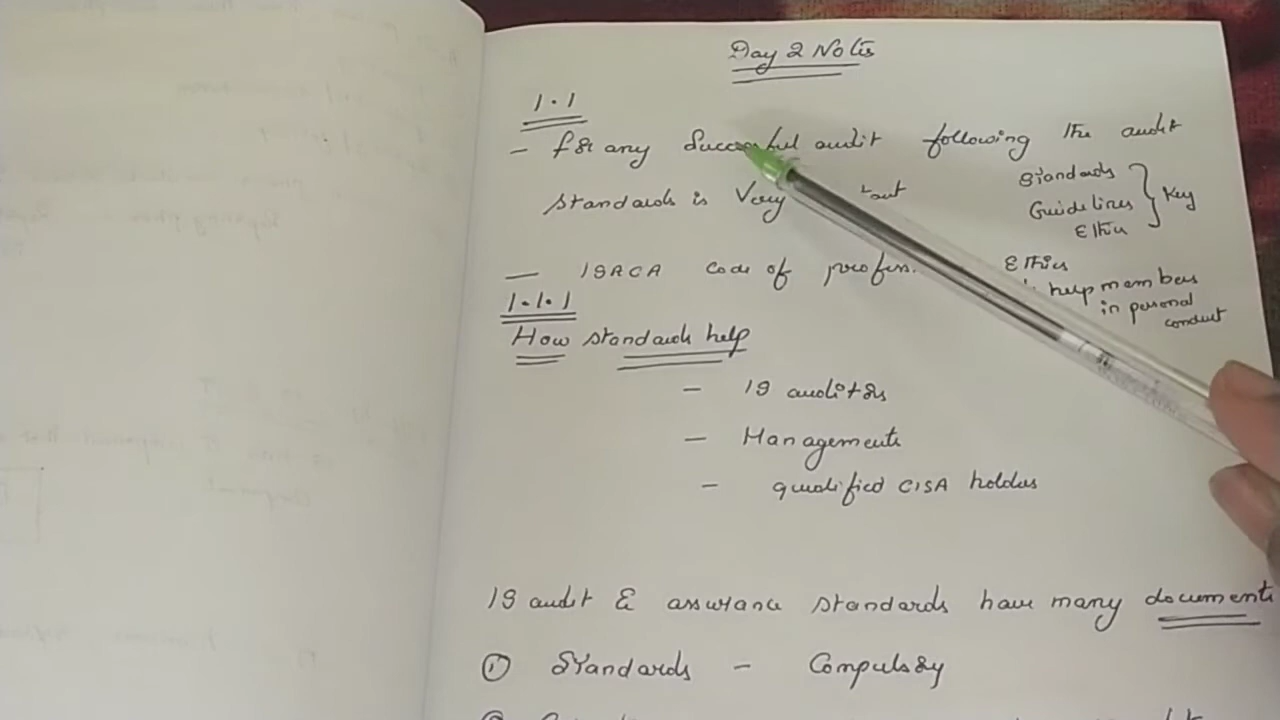 Day 2 Notes
1.1
- for any Successful audit following the audit
standards is Very
Standards
Guidelines
Ethics
Key
— ISACA Code of
Ethics
help members
in personal
conduct
1.1.1
How standards help
- IS auditors
- Managements
- qualified CISA holders
IS audit & assurance standards have many documents
① Standards - Compulsory